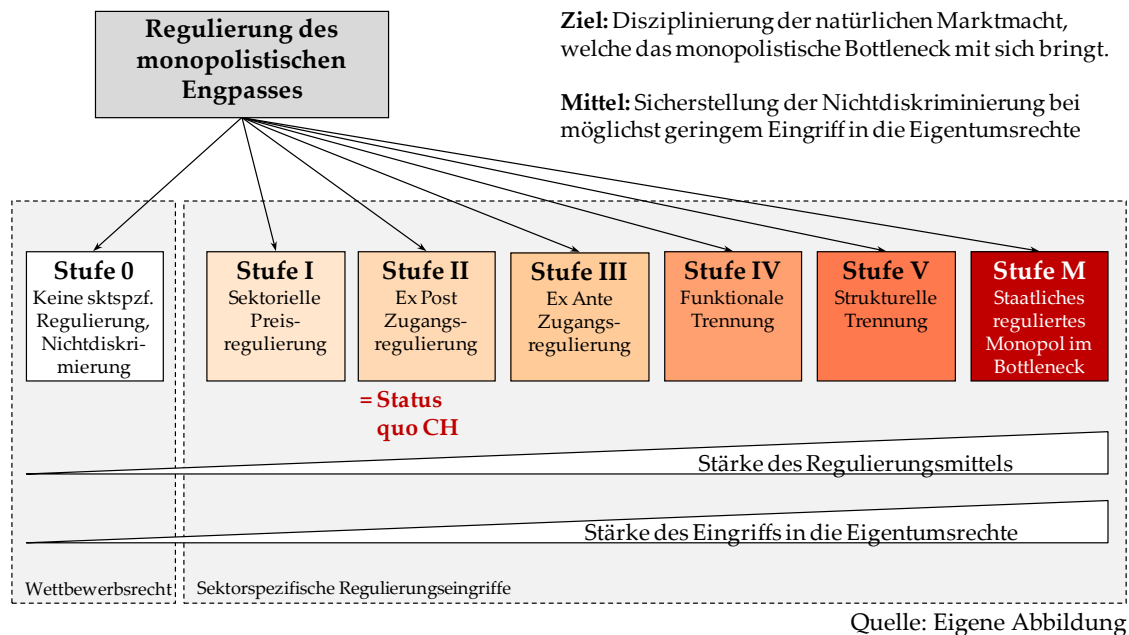 Regulierung des
monopolistischen
Engpasses
Ziel: Disziplinierung der natürlichen Marktmacht,
welche das monopolistische Bottleneck mit sich bringt.
Mittel: Sicherstellung der Nichtdiskriminierung bei
möglichst geringem Eingriff in die Eigentumsrechte
Stufe 0
Keine sktspzf.
Regulierung,
Nichtdiskri-
mierung
Stufe I
Sektorielle
Preis-
regulierung
Stufe II
Ex Post
Zugangs-
regulierung
= Status
quo CH
Stufe III
Ex Ante
Zugangs-
regulierung
Stufe IV
Funktionale
Trennung
Stufe V
Strukturelle
Trennung
Stufe M
Staatliches
reguliertes
Monopol im
Bottleneck
Stärke des Regulierungsmittels
Stärke des Eingriffs in die Eigentumsrechte
Wettbewerbsrecht
Sektorspezifische Regulierungseingriffe
Quelle: Eigene Abbildung